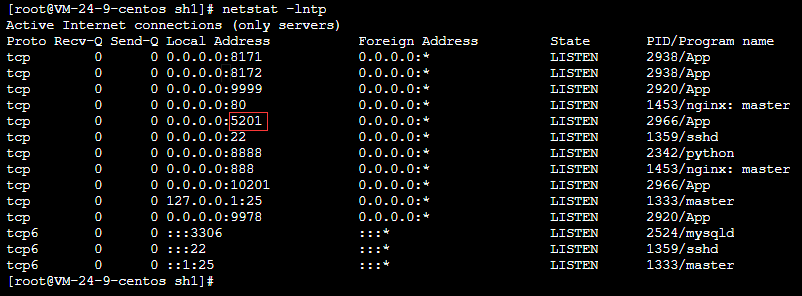 [root@VM-24-9-centos sh1]# netstat -lntp
Active Internet connections (only servers)
Proto Recv-Q Send-Q Local Address           Foreign Address         State       PID/Program name
tcp        0      0 0.0.0.0:8171            0.0.0.0:*               LISTEN      2938/App
tcp        0      0 0.0.0.0:8172            0.0.0.0:*               LISTEN      2938/App
tcp        0      0 0.0.0.0:9999            0.0.0.0:*               LISTEN      2920/App
tcp        0      0 0.0.0.0:80              0.0.0.0:*               LISTEN      1453/nginx: master
tcp        0      0 0.0.0.0:5201            0.0.0.0:*               LISTEN      2966/App
tcp        0      0 0.0.0.0:22              0.0.0.0:*               LISTEN      1359/sshd
tcp        0      0 0.0.0.0:8888            0.0.0.0:*               LISTEN      2342/python
tcp        0      0 0.0.0.0:888             0.0.0.0:*               LISTEN      1453/nginx: master
tcp        0      0 0.0.0.0:10201           0.0.0.0:*               LISTEN      2966/App
tcp        0      0 127.0.0.1:25            0.0.0.0:*               LISTEN      1333/master
tcp        0      0 0.0.0.0:9978            0.0.0.0:*               LISTEN      2920/App
tcp6       0      0 :::3306                 :::*                    LISTEN      2524/mysqld
tcp6       0      0 :::22                   :::*                    LISTEN      1359/sshd
tcp6       0      0 ::1:25                  :::*                    LISTEN      1333/master
[root@VM-24-9-centos sh1]#